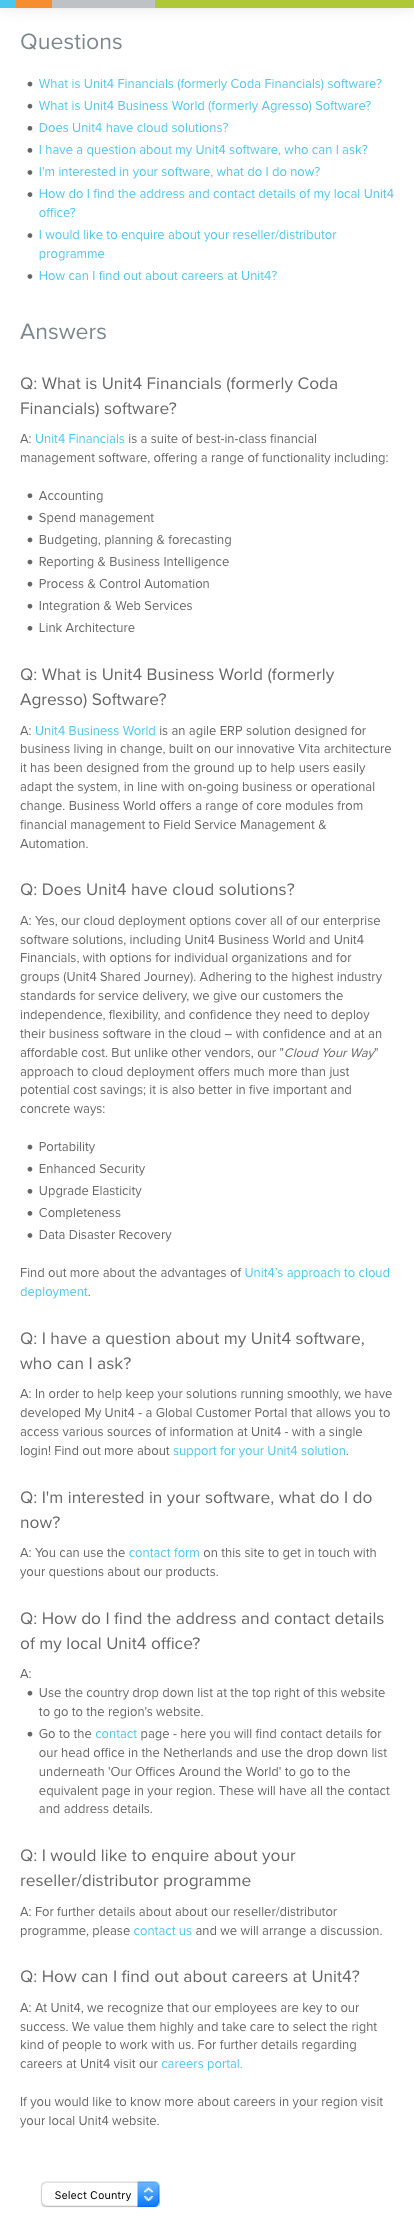 Questions
What is Unit4 Financials (formerly Coda Financials) software?
What is Unit4 Business World (formerly Agresso) Software?
Does Unit4 have cloud solutions?
I have a question about my Unit4 software, who can I ask?
I'm interested in your software, what do I do now?
How do I find the address and contact details of my local Unit4
office?
I would like to enquire about your reseller/distributor
programme
How can I find out about careers at Unit4?
Answers
Q: What is Unit4 Financials (formerly Coda
Financials) software?
A: Unit4 Financials is a suite of best-in-class financial
management software, offering a range of functionality including:
Accounting
Spend management
Budgeting, planning & forecasting
Reporting & Business Intelligence
Process & Control Automation
Integration & Web Services
Link Architecture
Q: What is Unit4 Business World (formerly
Agresso) Software?
A: Unit4 Business World is an agile ERP solution designed for
business living in change, built on our innovative Vita architecture
it has been designed from the ground up to help users easily
adapt the system, in line with on-going business or operational
change. Business World offers a range of core modules from
financial management to Field Service Management &
Automation.
Q: Does Unit4 have cloud solutions?
A: Yes, our cloud deployment options cover all of our enterprise
software solutions, including Unit4 Business World and Unit4
Financials, with options for individual organizations and for
groups (Unit4 Shared Journey). Adhering to the highest industry
standards for service delivery, we give our customers the
independence, flexibility, and confidence they need to deploy
their business software in the cloud – with confidence and at an
affordable cost. But unlike other vendors, our "Cloud Your Way"
approach to cloud deployment offers much more than just
potential cost savings; it is also better in five important and
concrete ways:
Portability
Enhanced Security
Upgrade Elasticity
Completeness
Data Disaster Recovery
Find out more about the advantages of Unit4's approach to cloud
deployment.
Q: I have a question about my Unit4 software,
who can I ask?
A: In order to help keep your solutions running smoothly, we have
developed My Unit4 - a Global Customer Portal that allows you to
access various sources of information at Unit4 - with a single
login! Find out more about support for your Unit4 solution.
Q: I'm interested in your software, what do I do
now?
A: You can use the contact form on this site to get in touch with
your questions about our products.
Q: How do I find the address and contact details
of my local Unit4 office?
A:
Use the country drop down list at the top right of this website
to go to the region's website.
Go to the contact page - here you will find contact details for
our head office in the Netherlands and use the drop down list
underneath 'Our Offices Around the World' to go to the
equivalent page in your region. These will have all the contact
and address details.
Q: I would like to enquire about your
reseller/distributor programme
A: For further details about about our reseller/distributor
programme, please contact us and we will arrange a discussion.
Q: How can I find out about careers at Unit4?
A: At Unit4, we recognize that our employees are key to our
success. We value them highly and take care to select the right
kind of people to work with us. For further details regarding
careers at Unit4 visit our careers portal.
If you would like to know more about careers in your region visit
your local Unit4 website.
Select Country